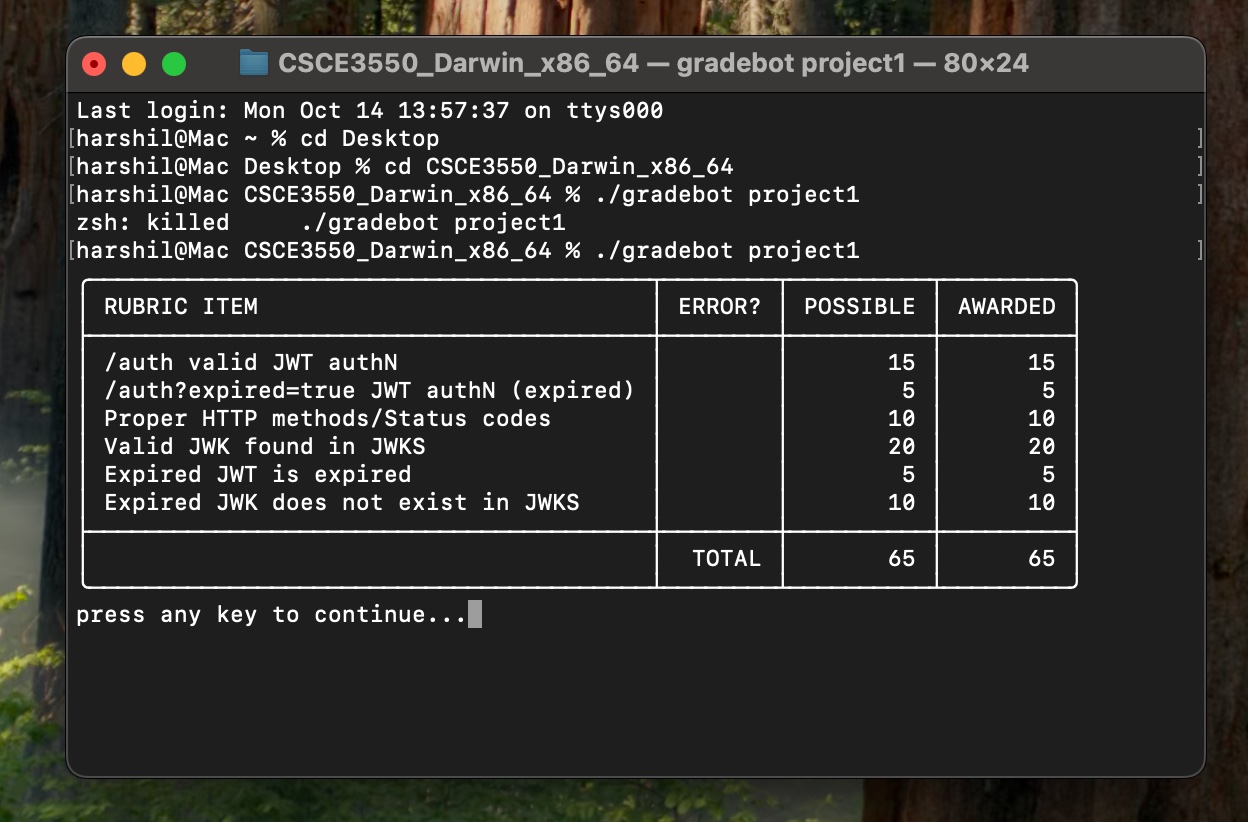 CSCE3550_Darwin_x86_64 — gradebot project1 — 80×24
Last login: Mon Oct 14 13:57:37 on ttys000
[harshil@Mac ~ % cd Desktop ]
[harshil@Mac Desktop % cd CSCE3550_Darwin_x86_64 ]
[harshil@Mac CSCE3550_Darwin_x86_64 % ./gradebot project1 ]
zsh: killed     ./gradebot project1
[harshil@Mac CSCE3550_Darwin_x86_64 % ./gradebot project1 ]
RUBRIC ITEM ERROR? POSSIBLE AWARDED
/auth valid JWT authN 15 15
/auth?expired=true JWT authN (expired) 5 5
Proper HTTP methods/Status codes 10 10
Valid JWK found in JWKS 20 20
Expired JWT is expired 5 5
Expired JWK does not exist in JWKS 10 10
TOTAL 65 65
press any key to continue...